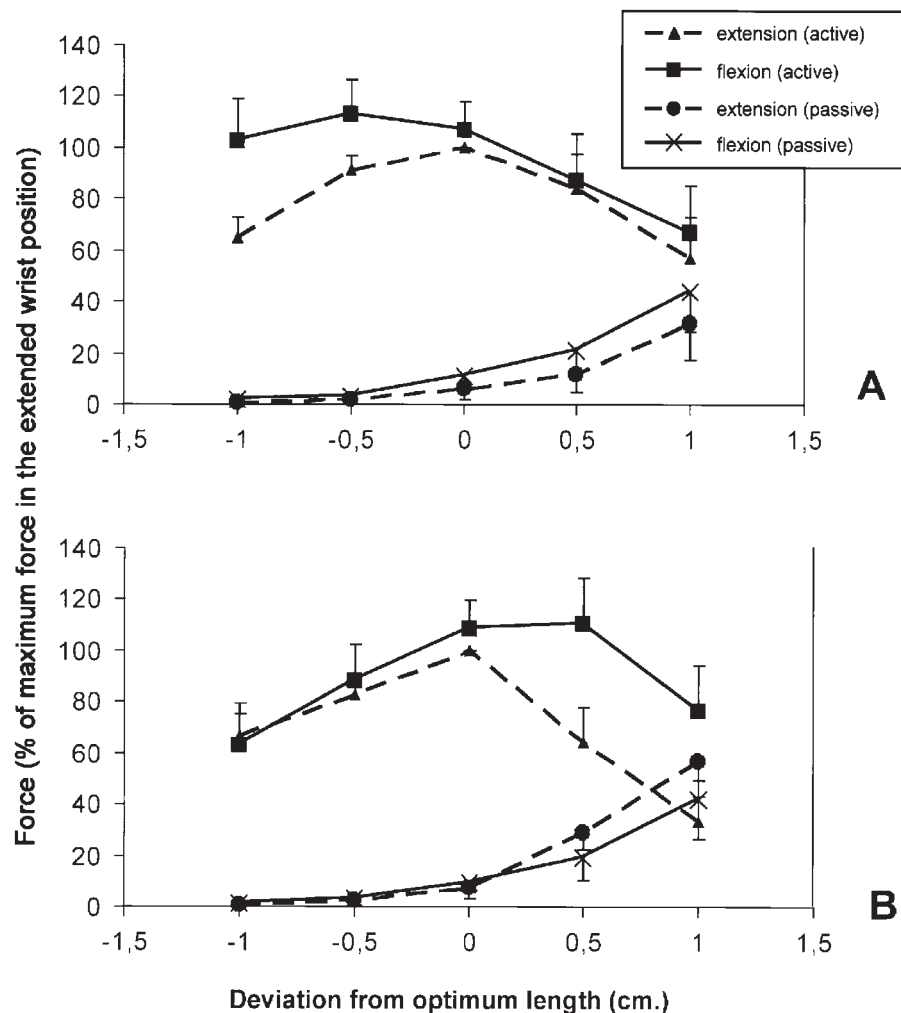 extension (active)
flexion (active)
extension (passive)
flexion (passive)
Force (% of maximum force in the extended wrist position)
140
120
100
80
60
40
20
0
-1,5 -1 -0,5 0 0,5 1 1,5
A
140
120
100
80
60
40
20
0
-1,5 -1 -0,5 0 0,5 1 1,5
B
Deviation from optimum length (cm.)